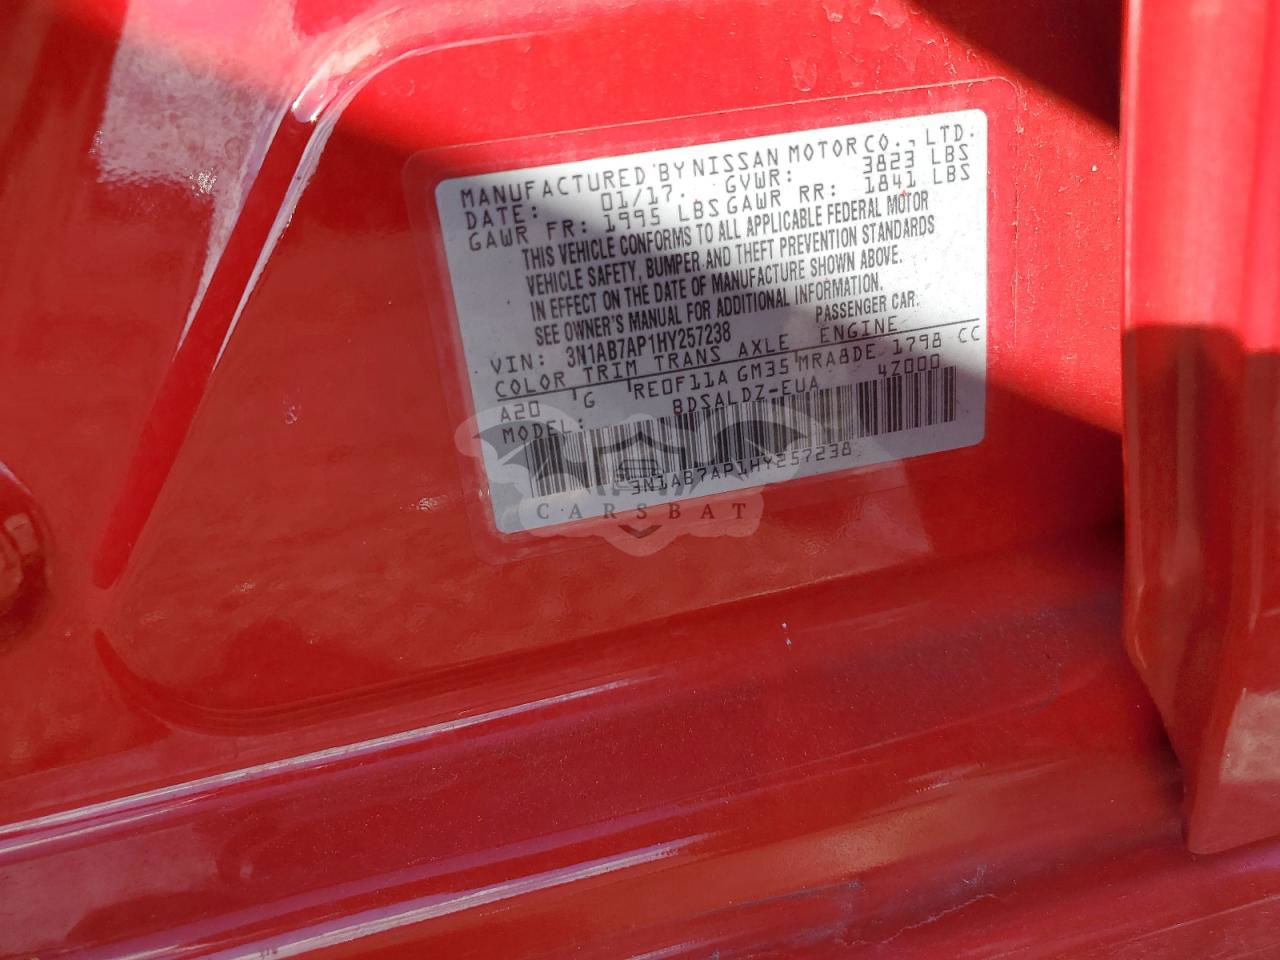 MANUFACTURED BY NISSAN MOTOR CO., LTD.
DATE: 01/17. GVWR: 3823 LBS
GAWR FR: 1995 LBS GAWR RR: 1841 LBS
THIS VEHICLE CONFORMS TO ALL APPLICABLE FEDERAL MOTOR
VEHICLE SAFETY, BUMPER AND THEFT PREVENTION STANDARDS
IN EFFECT ON THE DATE OF MANUFACTURE SHOWN ABOVE.
SEE OWNER'S MANUAL FOR ADDITIONAL INFORMATION.
VIN: 3N1AB7AP1HY257238 PASSENGER CAR.
COLOR TRIM TRANS AXLE ENGINE
A20 G RE0F11A GM35 MRA8DE 1798 CC
MODEL: BDSALDZ-EUA 4Z000
3N1AB7AP1HY257238
CARSBAT